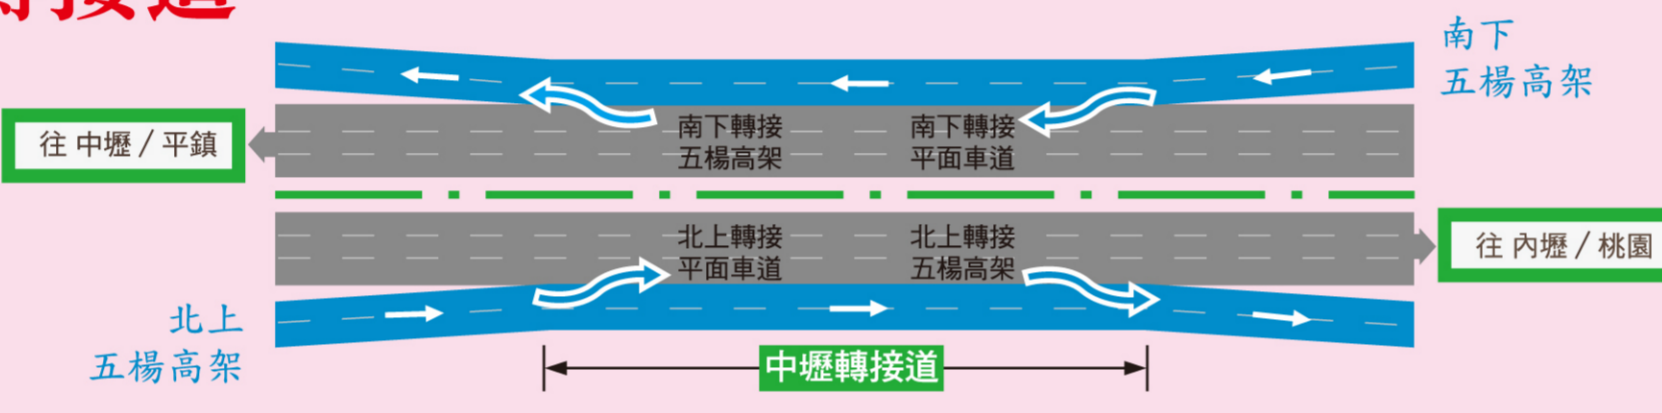 轉接道
南下
五楊高架
往 中壢 / 平鎮
南下轉接
五楊高架
南下轉接
平面車道
北上轉接
平面車道
北上轉接
五楊高架
往 內壢 / 桃園
北上
五楊高架
中壢轉接道